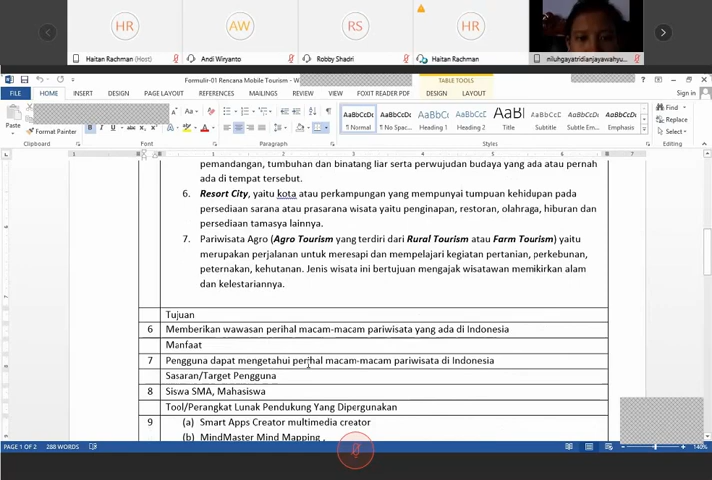 HR
AW
RS
HR
Haitan Rachman (Host)
Andi Wiryanto
Robby Shadri
Haitan Rachman
niluhgayatridianjayawahyu...
Formulir-01 Rencana Mobile Tourism - W
TABLE TOOLS
FILE HOME INSERT DESIGN PAGE LAYOUT REFERENCES MAILINGS REVIEW VIEW FOXIT READER PDF DESIGN LAYOUT
Sign in
Paste
Format Painter
AaBbCcDc AaBbCcDc AaBbCc AaBbCcC AaBl AaBbCcC AaBbCcDc AaBbCcDc
¶ Normal ¶ No Spac... Heading 1 Heading 2 Title Subtitle Subtle Em... Emphasis
Find
Replace
Select
Clipboard Font Paragraph Styles Editing
pemandangan, tumbuhan dan binatang liar serta perwujudan budaya yang ada atau pernah
ada di tempat tersebut.
6. Resort City, yaitu kota atau perkampungan yang mempunyai tumpuan kehidupan pada
persediaan sarana atau prasarana wisata yaitu penginapan, restoran, olahraga, hiburan dan
persediaan tamasya lainnya.
7. Pariwisata Agro (Agro Tourism yang terdiri dari Rural Tourism atau Farm Tourism) yaitu
merupakan perjalanan untuk meresapi dan mempelajari kegiatan pertanian, perkebunan,
peternakan, kehutanan. Jenis wisata ini bertujuan mengajak wisatawan memikirkan alam
dan kelestariannya.
Tujuan
6 Memberikan wawasan perihal macam-macam pariwisata yang ada di Indonesia
Manfaat
7 Pengguna dapat mengetahui perihal macam-macam pariwisata di Indonesia
Sasaran/Target Pengguna
8 Siswa SMA, Mahasiswa
Tool/Perangkat Lunak Pendukung Yang Dipergunakan
9 (a) Smart Apps Creator multimedia creator
(b) MindMaster Mind Mapping ,
PAGE 1 OF 2 288 WORDS
140%